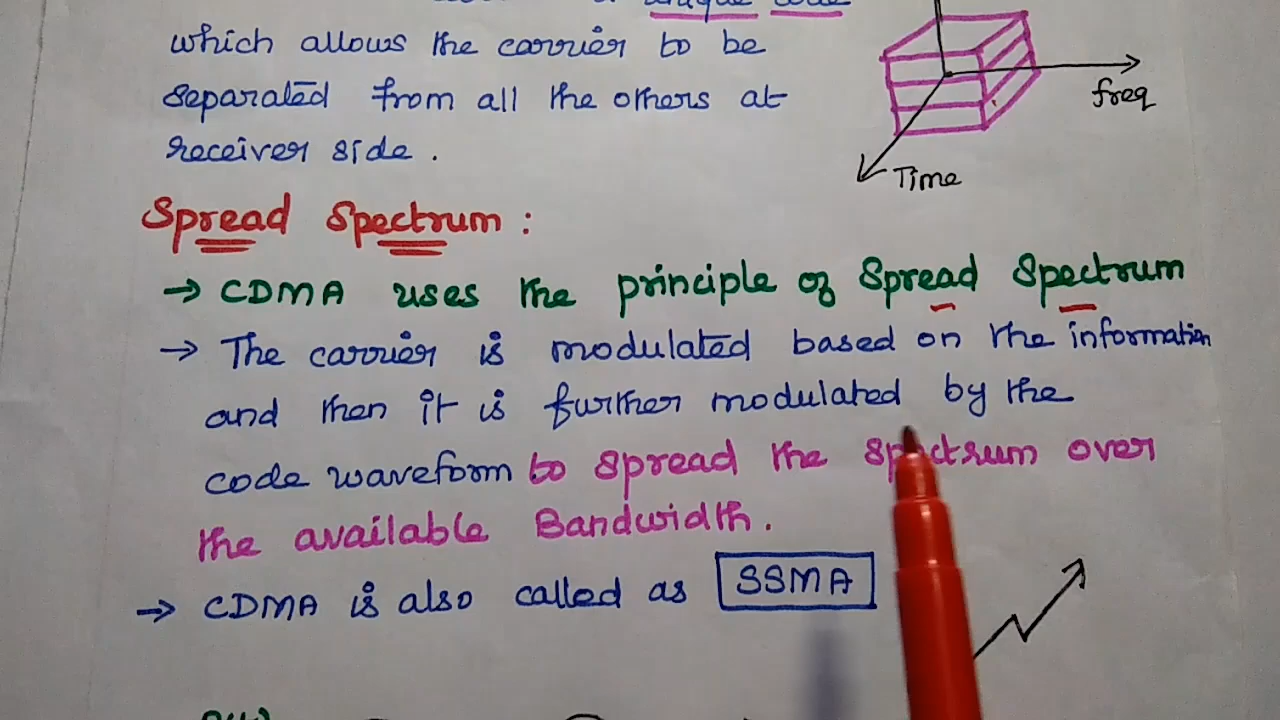 unique code
which allows the carrier to be
separated from all the others at
receiver side.
freq
Time
Spread Spectrum :
→ CDMA uses the principle of Spread Spectrum
→ The carrier is modulated based on the information
and then it is further modulated by the
code waveform to spread the spectrum over
the available Bandwidth.
→ CDMA is also called as SSMA